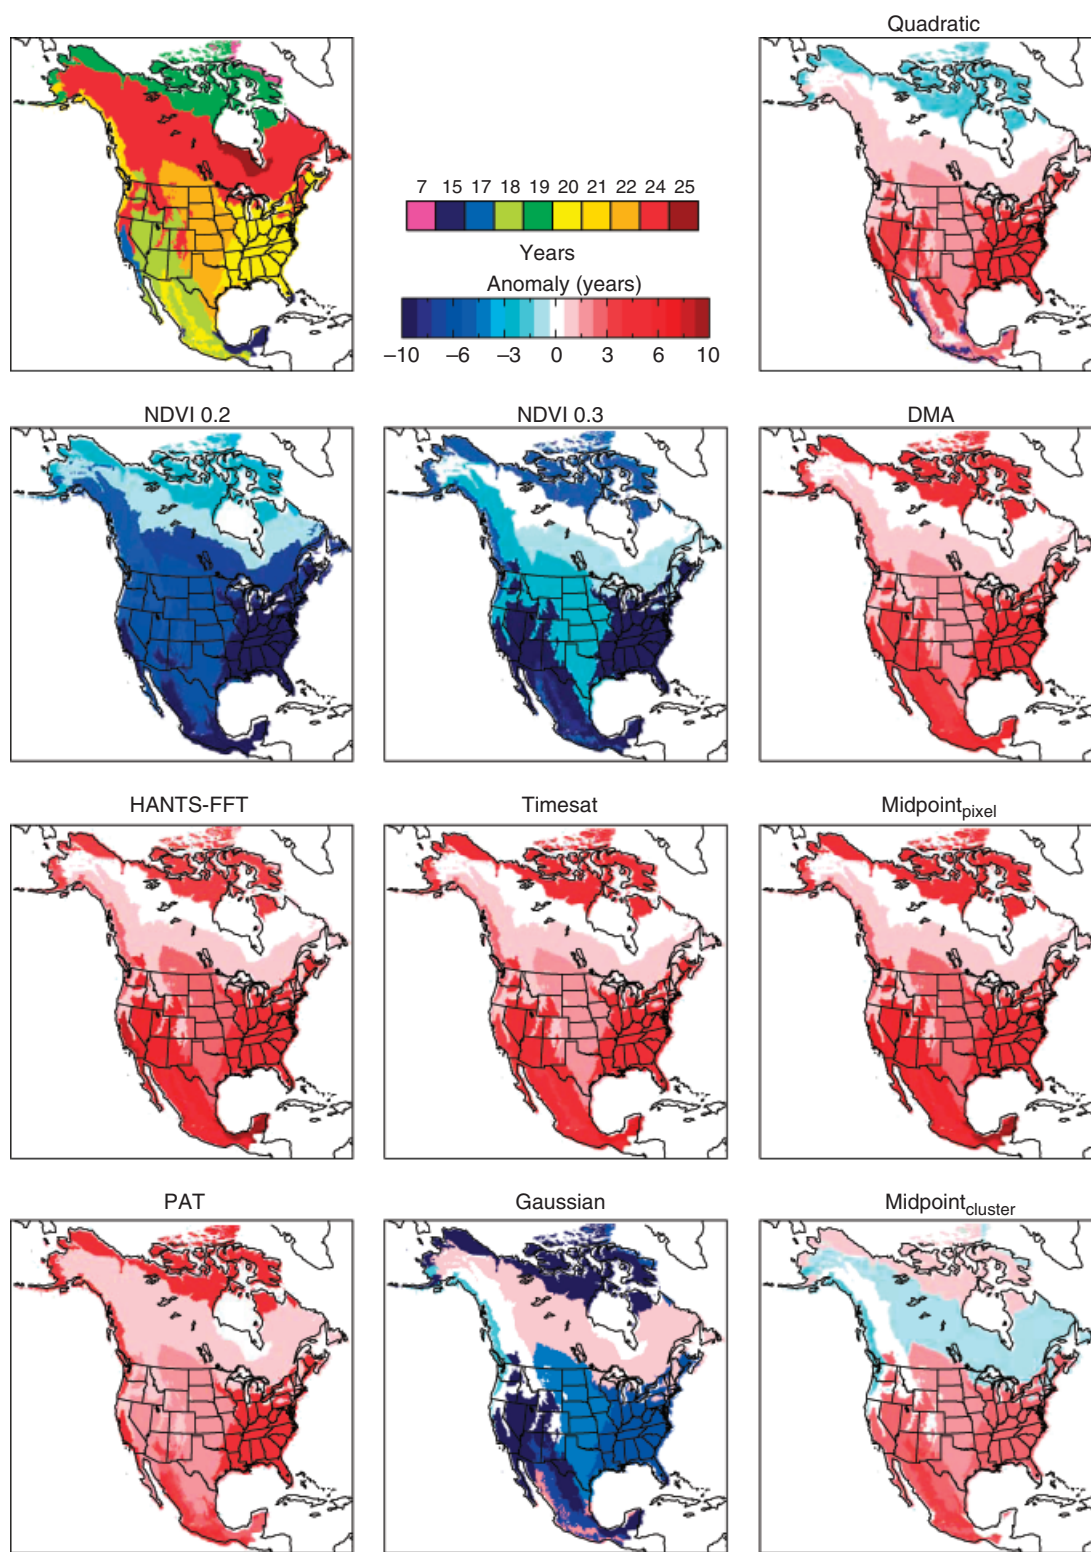 Quadratic
7 15 17 18 19 20 21 22 24 25
Years
Anomaly (years)
−10 −6 −3 0 3 6 10
NDVI 0.2
NDVI 0.3
DMA
HANTS-FFT
Timesat
Midpointpixel
PAT
Gaussian
Midpointcluster